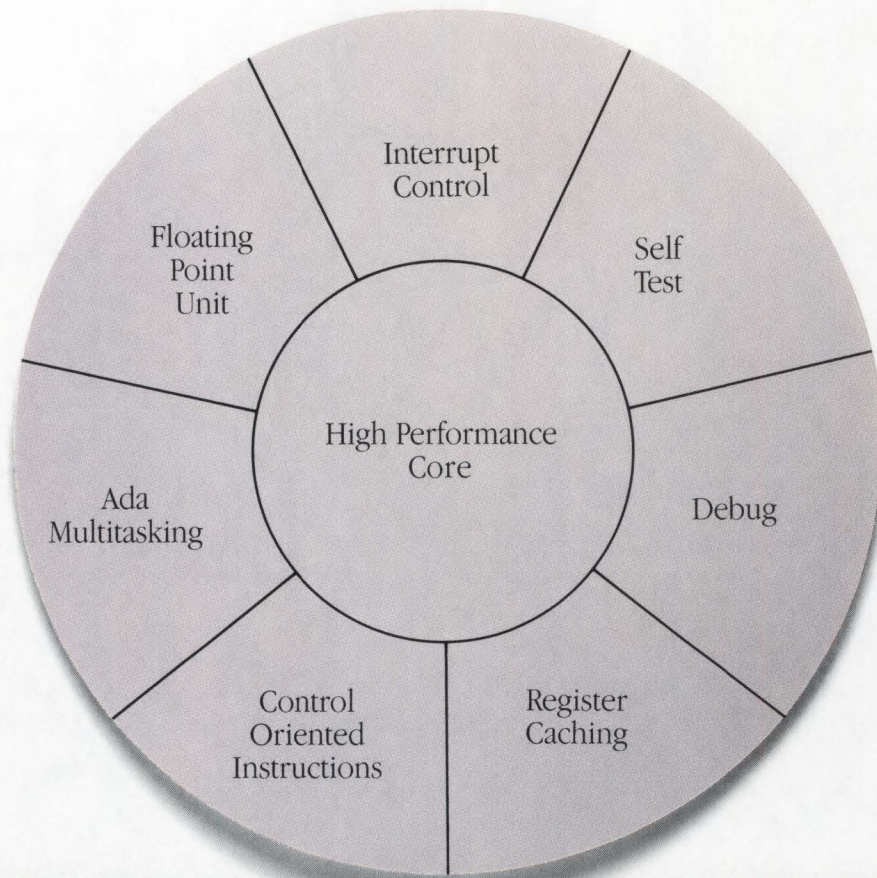 Interrupt
Control
Self
Test
Debug
Register
Caching
Control
Oriented
Instructions
Ada
Multitasking
Floating
Point
Unit
High Performance
Core